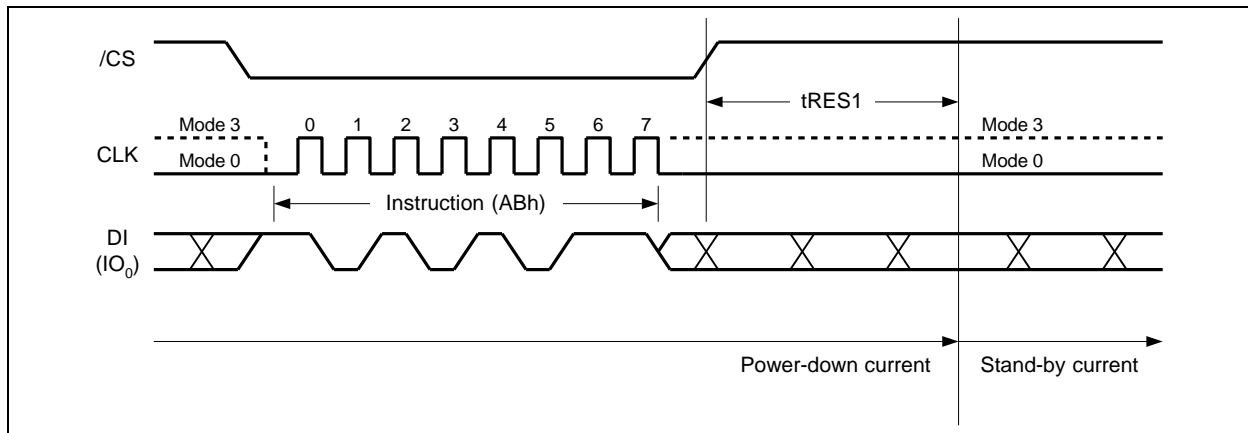 /CS
tRES1
Mode 3 0 1 2 3 4 5 6 7 Mode 3
CLK
Mode 0 Mode 0
Instruction (ABh)
DI
(IO0)
Power-down current Stand-by current